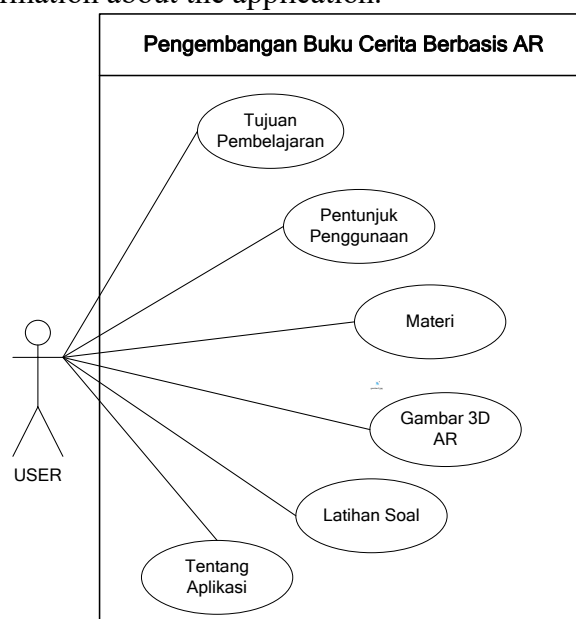 rmation about the application.
Pengembangan Buku Cerita Berbasis AR
Tujuan
Pembelajaran
Pentunjuk
Penggunaan
Materi
Gambar 3D
AR
USER
Latihan Soal
Tentang
Aplikasi